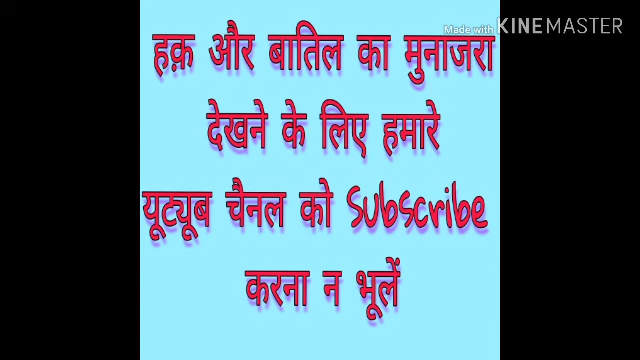 Made with KINEMASTER
हक़ और बातिल का मुनाजरा
देखने के लिए हमारे
यूट्यूब चैनल को Subscribe
करना न भूलें